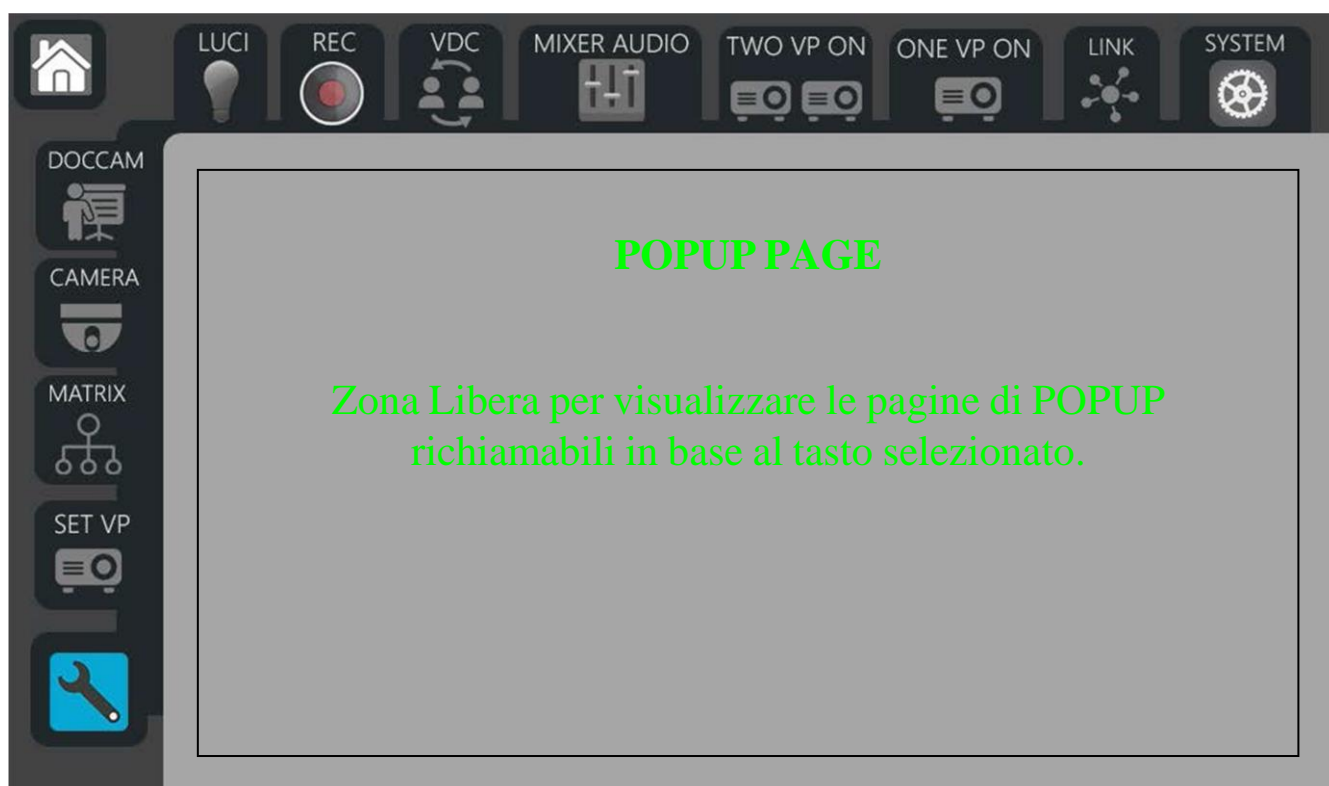 LUCI
REC
VDC
MIXER AUDIO
TWO VP ON
ONE VP ON
LINK
SYSTEM
DOCCAM
CAMERA
MATRIX
SET VP
POPUP PAGE
Zona Libera per visualizzare le pagine di POPUP
richiamabili in base al tasto selezionato.